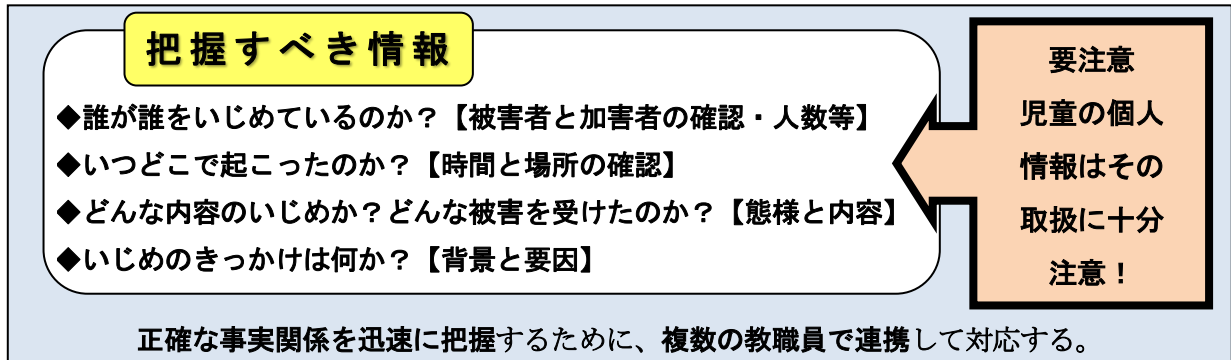 把握すべき情報
◆誰が誰をいじめているのか？【被害者と加害者の確認・人数等】
◆いつどこで起こったのか？【時間と場所の確認】
◆どんな内容のいじめか？どんな被害を受けたのか？【態様と内容】
◆いじめのきっかけは何か？【背景と要因】
要注意
児童の個人
情報はその
取扱に十分
注意！
正確な事実関係を迅速に把握するために、複数の教職員で連携して対応する。